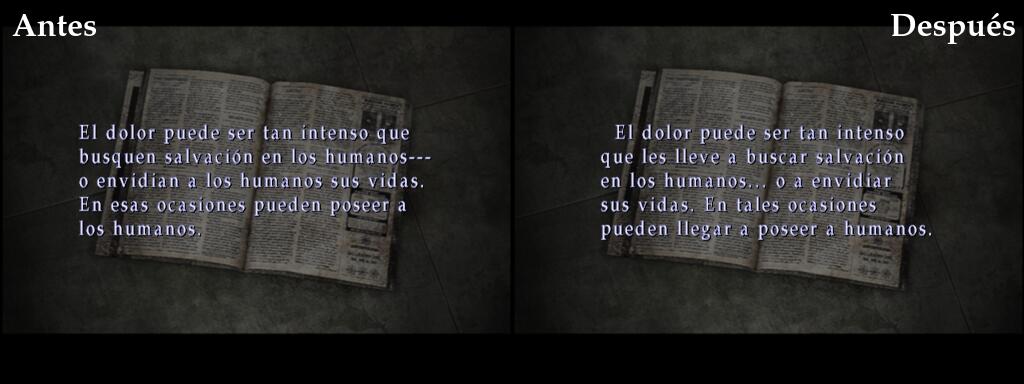 Antes
Después
El dolor puede ser tan intenso que
busquen salvación en los humanos---
o envidian a los humanos sus vidas.
En esas ocasiones pueden poseer a
los humanos.
El dolor puede ser tan intenso
que les lleve a buscar salvación
en los humanos... o a envidiar
sus vidas. En tales ocasiones
pueden llegar a poseer a humanos.